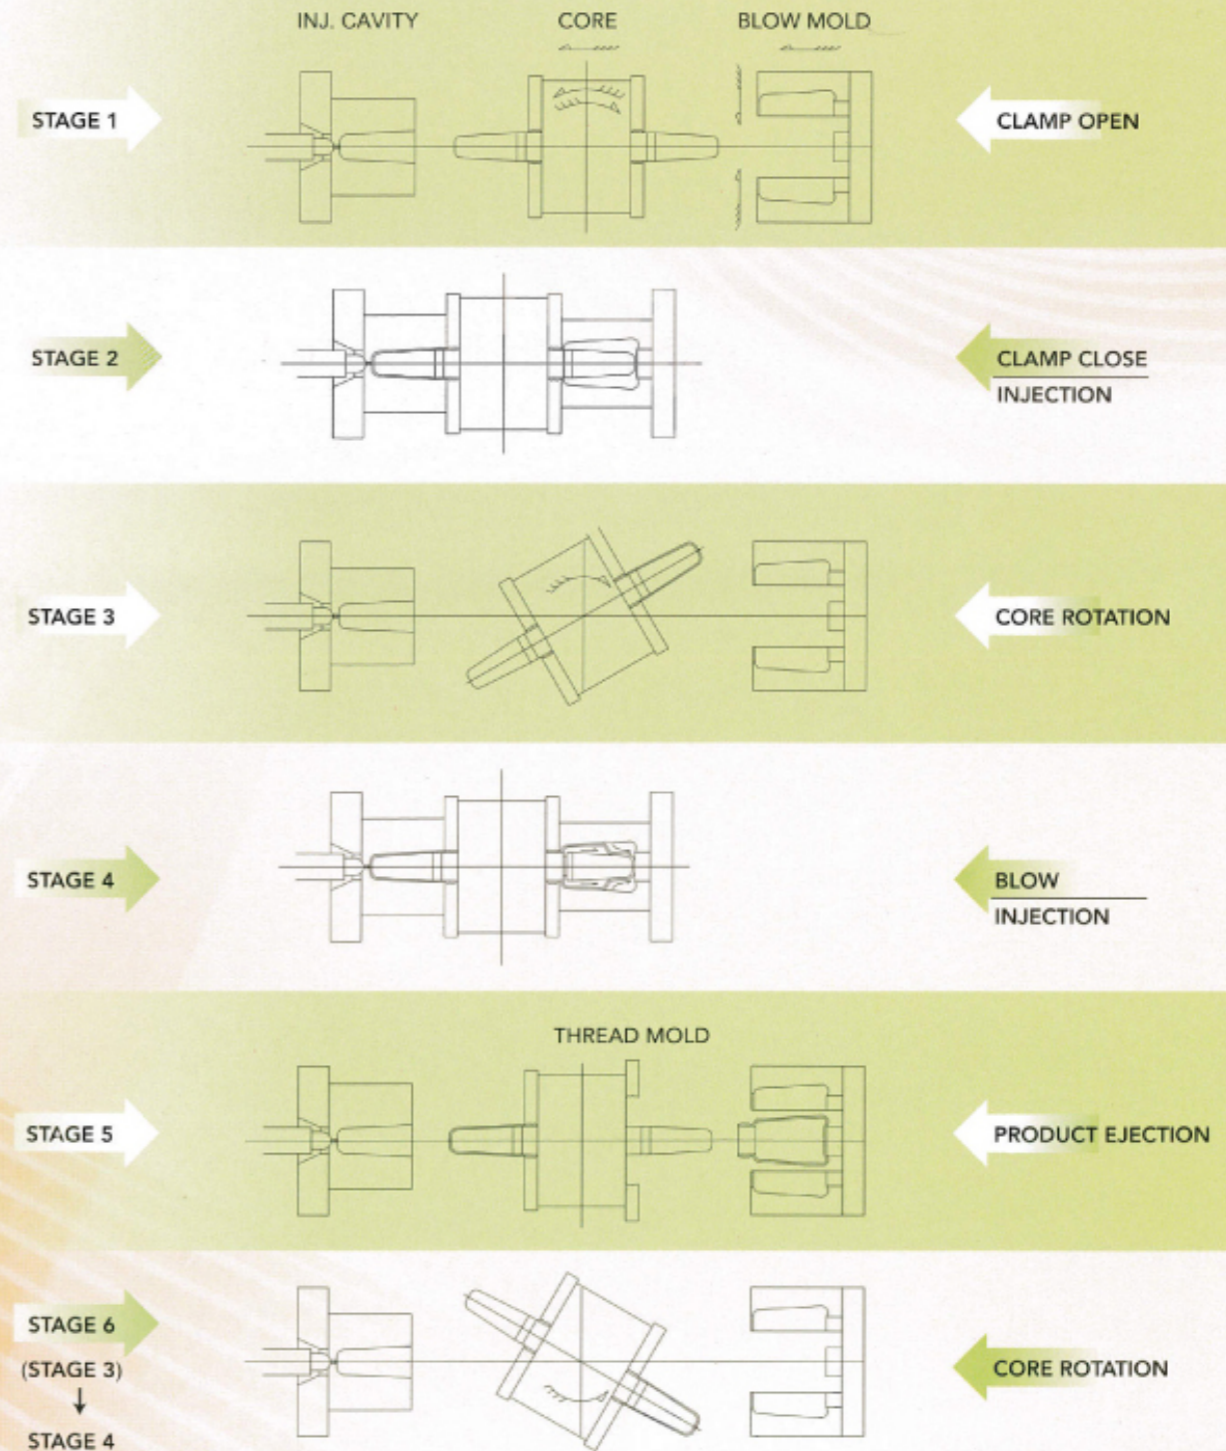 INJ. CAVITY CORE BLOW MOLD
STAGE 1 CLAMP OPEN
STAGE 2 CLAMP CLOSE
INJECTION
STAGE 3 CORE ROTATION
STAGE 4 BLOW
INJECTION
THREAD MOLD
STAGE 5 PRODUCT EJECTION
STAGE 6
(STAGE 3) CORE ROTATION
↓
STAGE 4